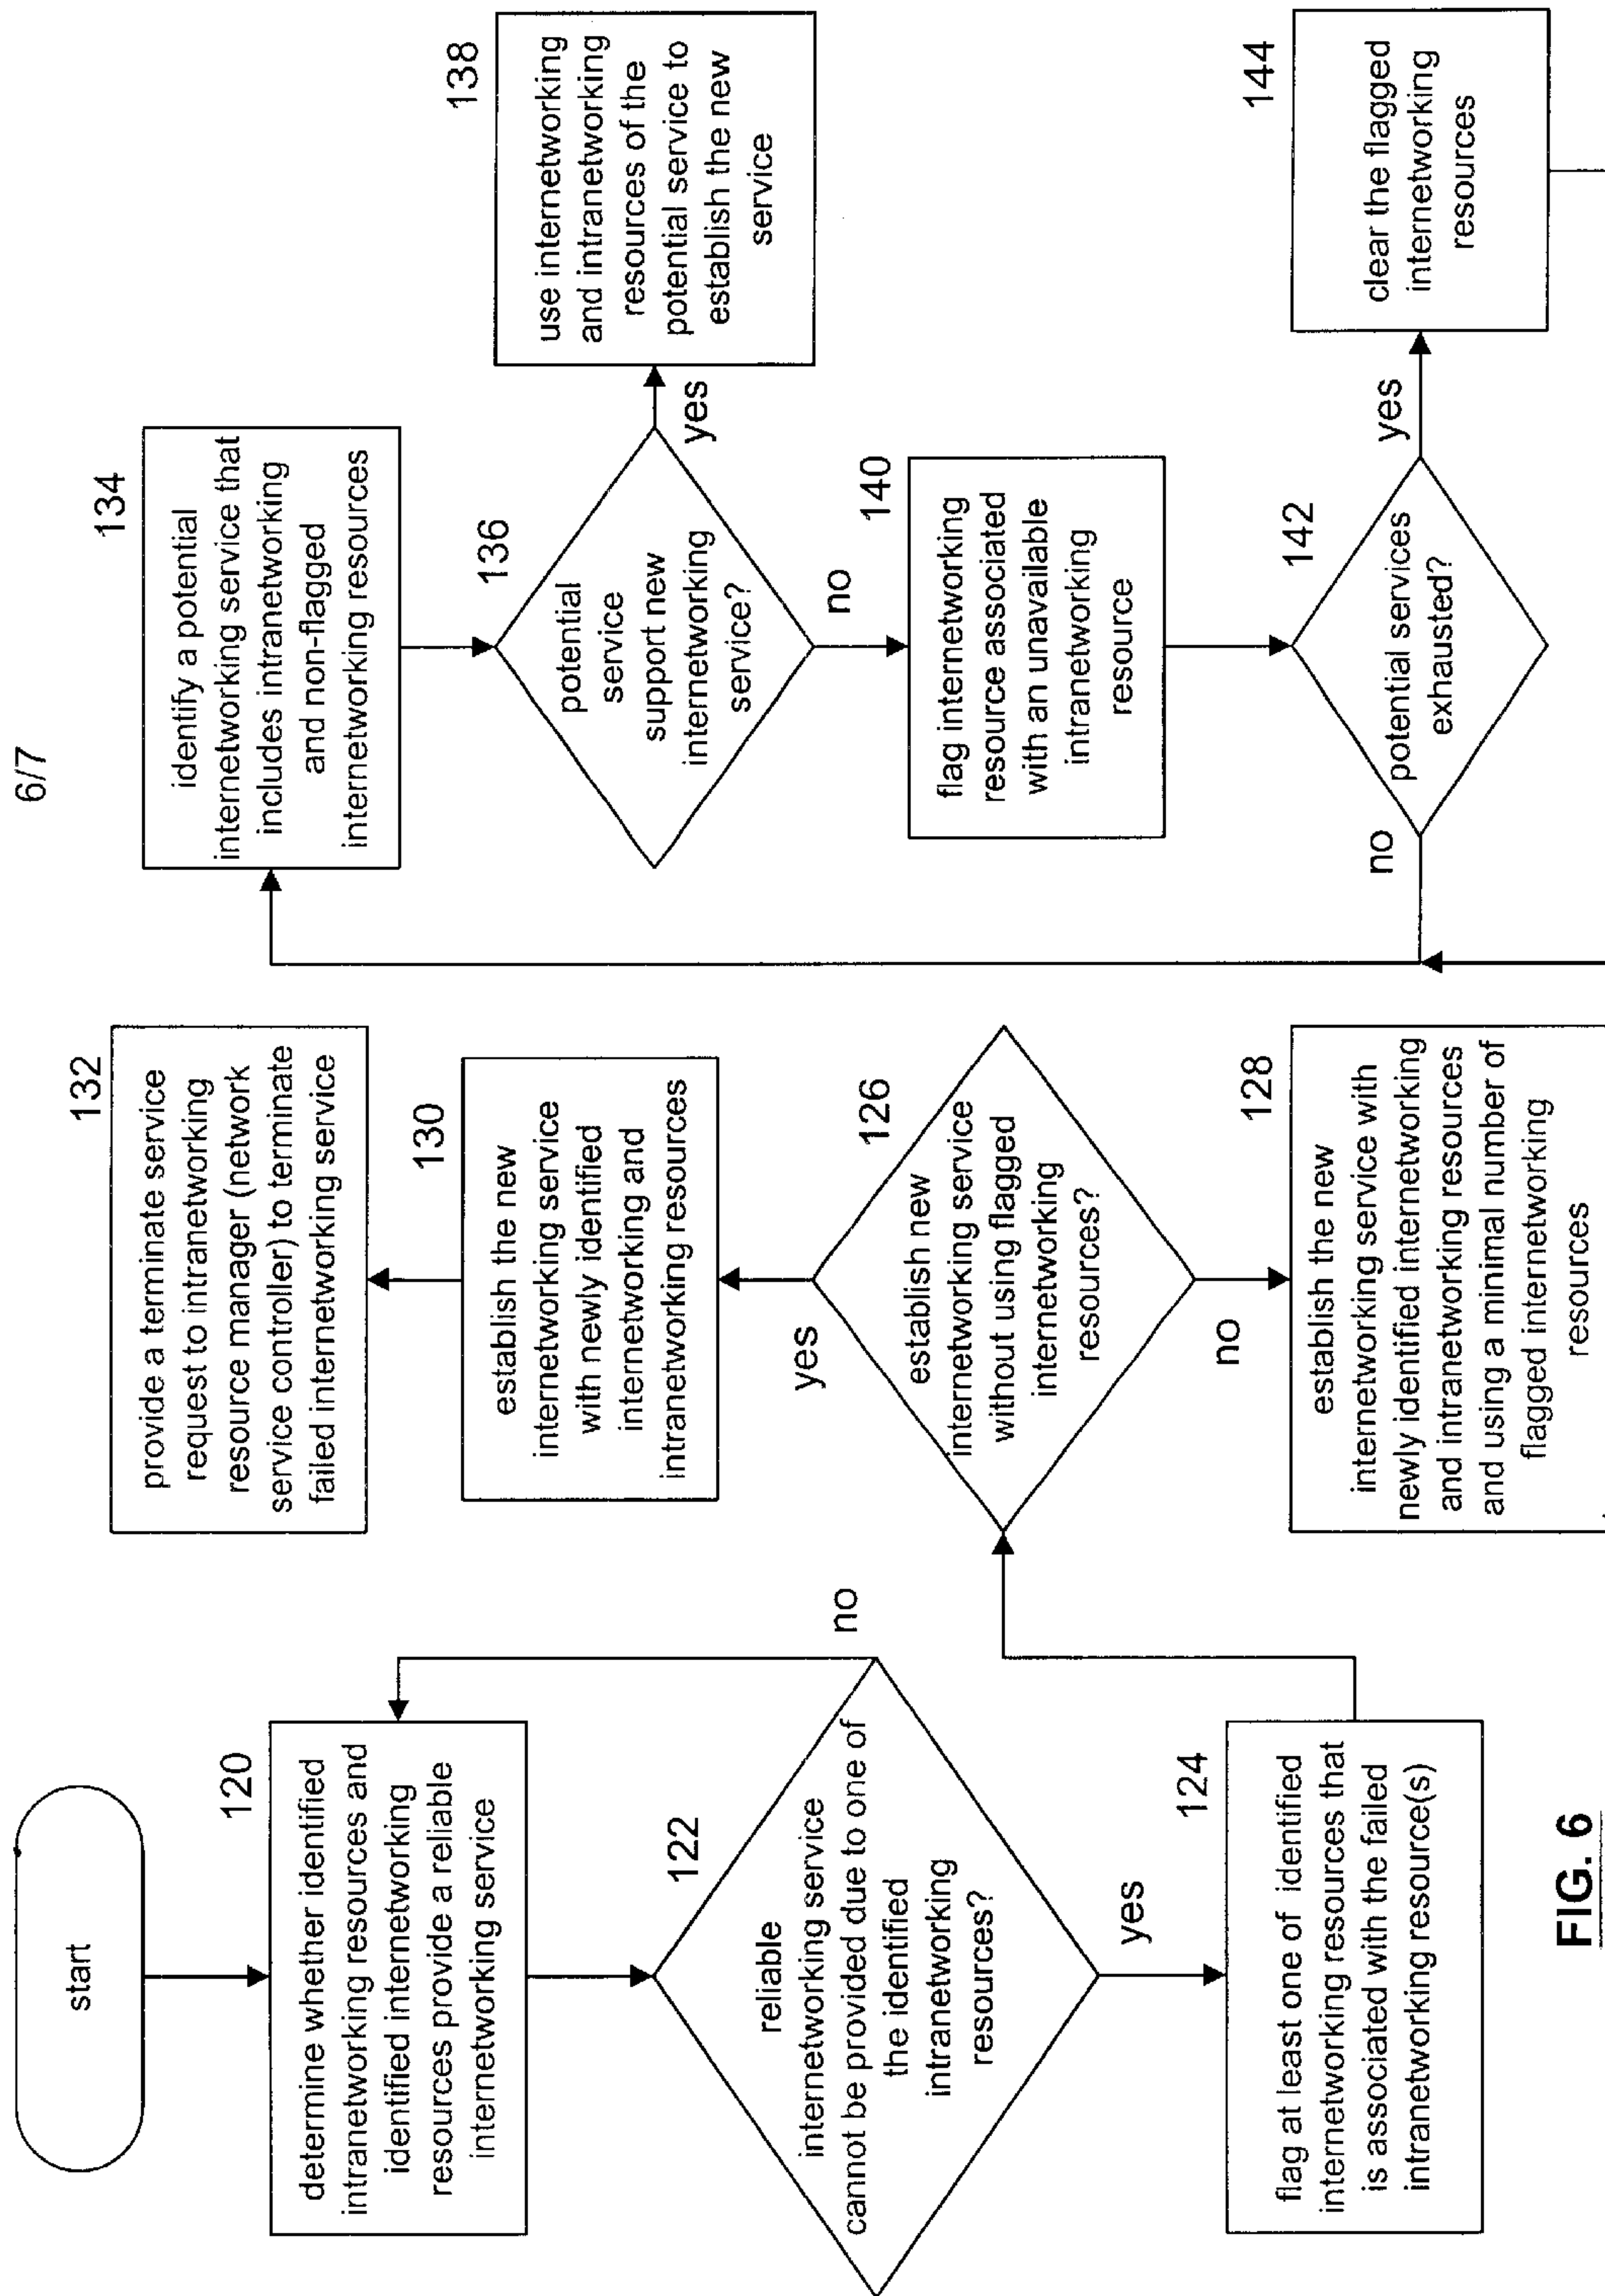 6/7
start
120
determine whether identified
intranetworking resources and
identified internetworking
resources provide a reliable
internetworking service
122
reliable
internetworking service
cannot be provided due to one of
the identified
intranetworking
resources?
no
yes
124
flag at least one of identified
internetworking resources that
is associated with the failed
intranetworking resource(s)
132
provide a terminate service
request to intranetworking
resource manager (network
service controller) to terminate
failed internetworking service
130
establish the new
internetworking service
with newly identified
internetworking and
intranetworking resources
yes
126
establish new
internetworking service
without using flagged
internetworking
resources?
no
128
establish the new
internetworking service with
newly identified internetworking
and intranetworking resources
and using a minimal number of
flagged internetworking
resources
134
identify a potential
internetworking service that
includes intranetworking
and non-flagged
internetworking resources
136
potential
service
support new
internetworking
service?
yes
138
use internetworking
and intranetworking
resources of the
potential service to
establish the new
service
no
140
flag internetworking
resource associated
with an unavailable
intranetworking
resource
142
potential services
exhausted?
no
yes
144
clear the flagged
internetworking
resources
FIG. 6